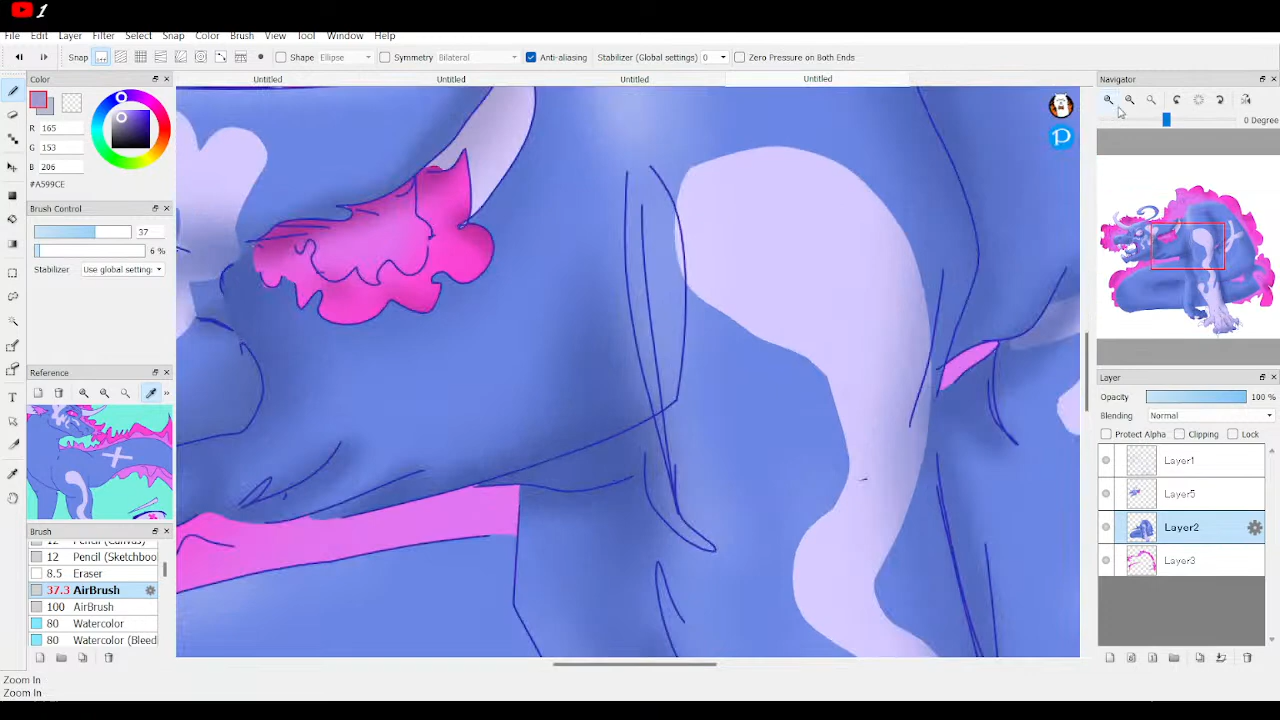 1
File Edit Layer Filter Select Snap Color Brush View Tool Window Help
Snap Shape Ellipse Symmetry Bilateral Anti-aliasing Stabilizer (Global settings) 0 Zero Pressure on Both Ends
Color
Untitled Untitled Untitled Untitled
Navigator
R 165
G 153
B 206
#A599CE
0 Degree
Brush Control
37
6 %
Stabilizer Use global setting
Reference
Layer
Opacity 100 %
Blending Normal
Protect Alpha Clipping Lock
Layer1
Layer2
Layer3
Brush
12 Pencil (Canvas)
12 Pencil (Sketchboo
8.5 Eraser
37.3 AirBrush
100 AirBrush
80 Watercolor
80 Watercolor (Bleed
Zoom In
Zoom In